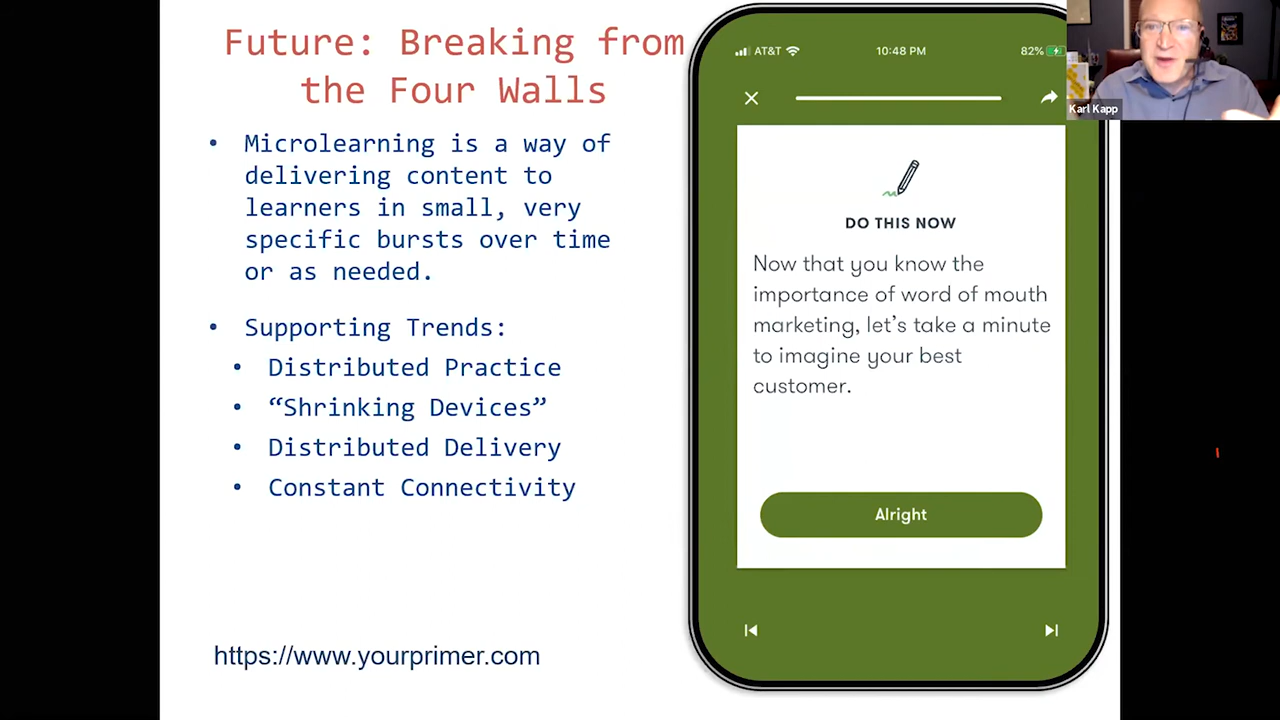 Future: Breaking from
the Four Walls
• Microlearning is a way of
delivering content to
learners in small, very
specific bursts over time
or as needed.
• Supporting Trends:
• Distributed Practice
• “Shrinking Devices”
• Distributed Delivery
• Constant Connectivity
https://www.yourprimer.com
AT&T 10:48 PM 82%
DO THIS NOW
Now that you know the
importance of word of mouth
marketing, let’s take a minute
to imagine your best
customer.
Alright
Karl Kapp